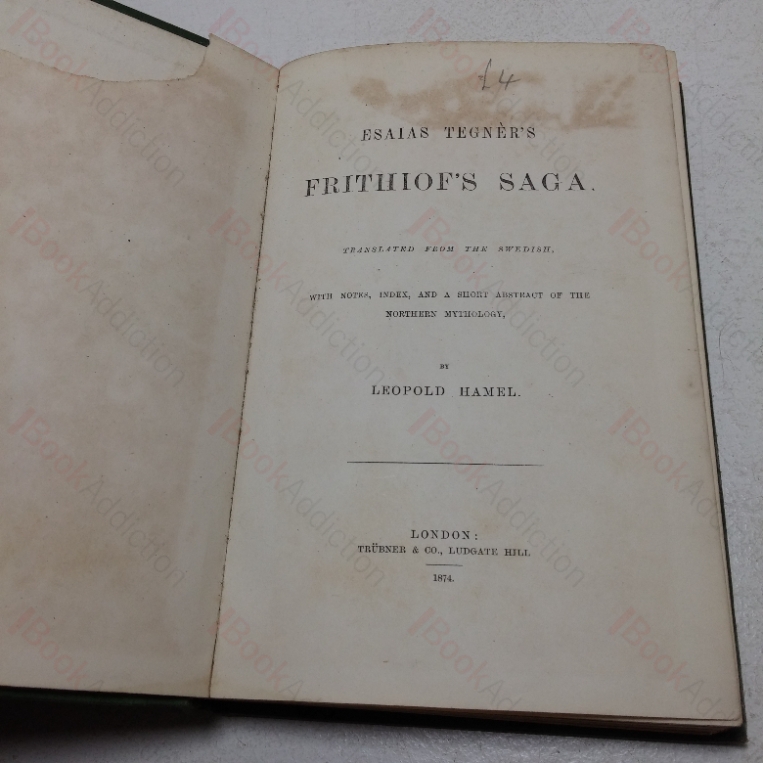 £4
ESAIAS TEGNÈR'S
FRITHIOF'S SAGA.
TRANSLATED FROM THE SWEDISH,
WITH NOTES, INDEX, AND A SHORT ABSTRACT OF THE
NORTHERN MYTHOLOGY,
BY
LEOPOLD HAMEL.
LONDON:
TRÜBNER & CO., LUDGATE HILL
1874.
BookAddiction